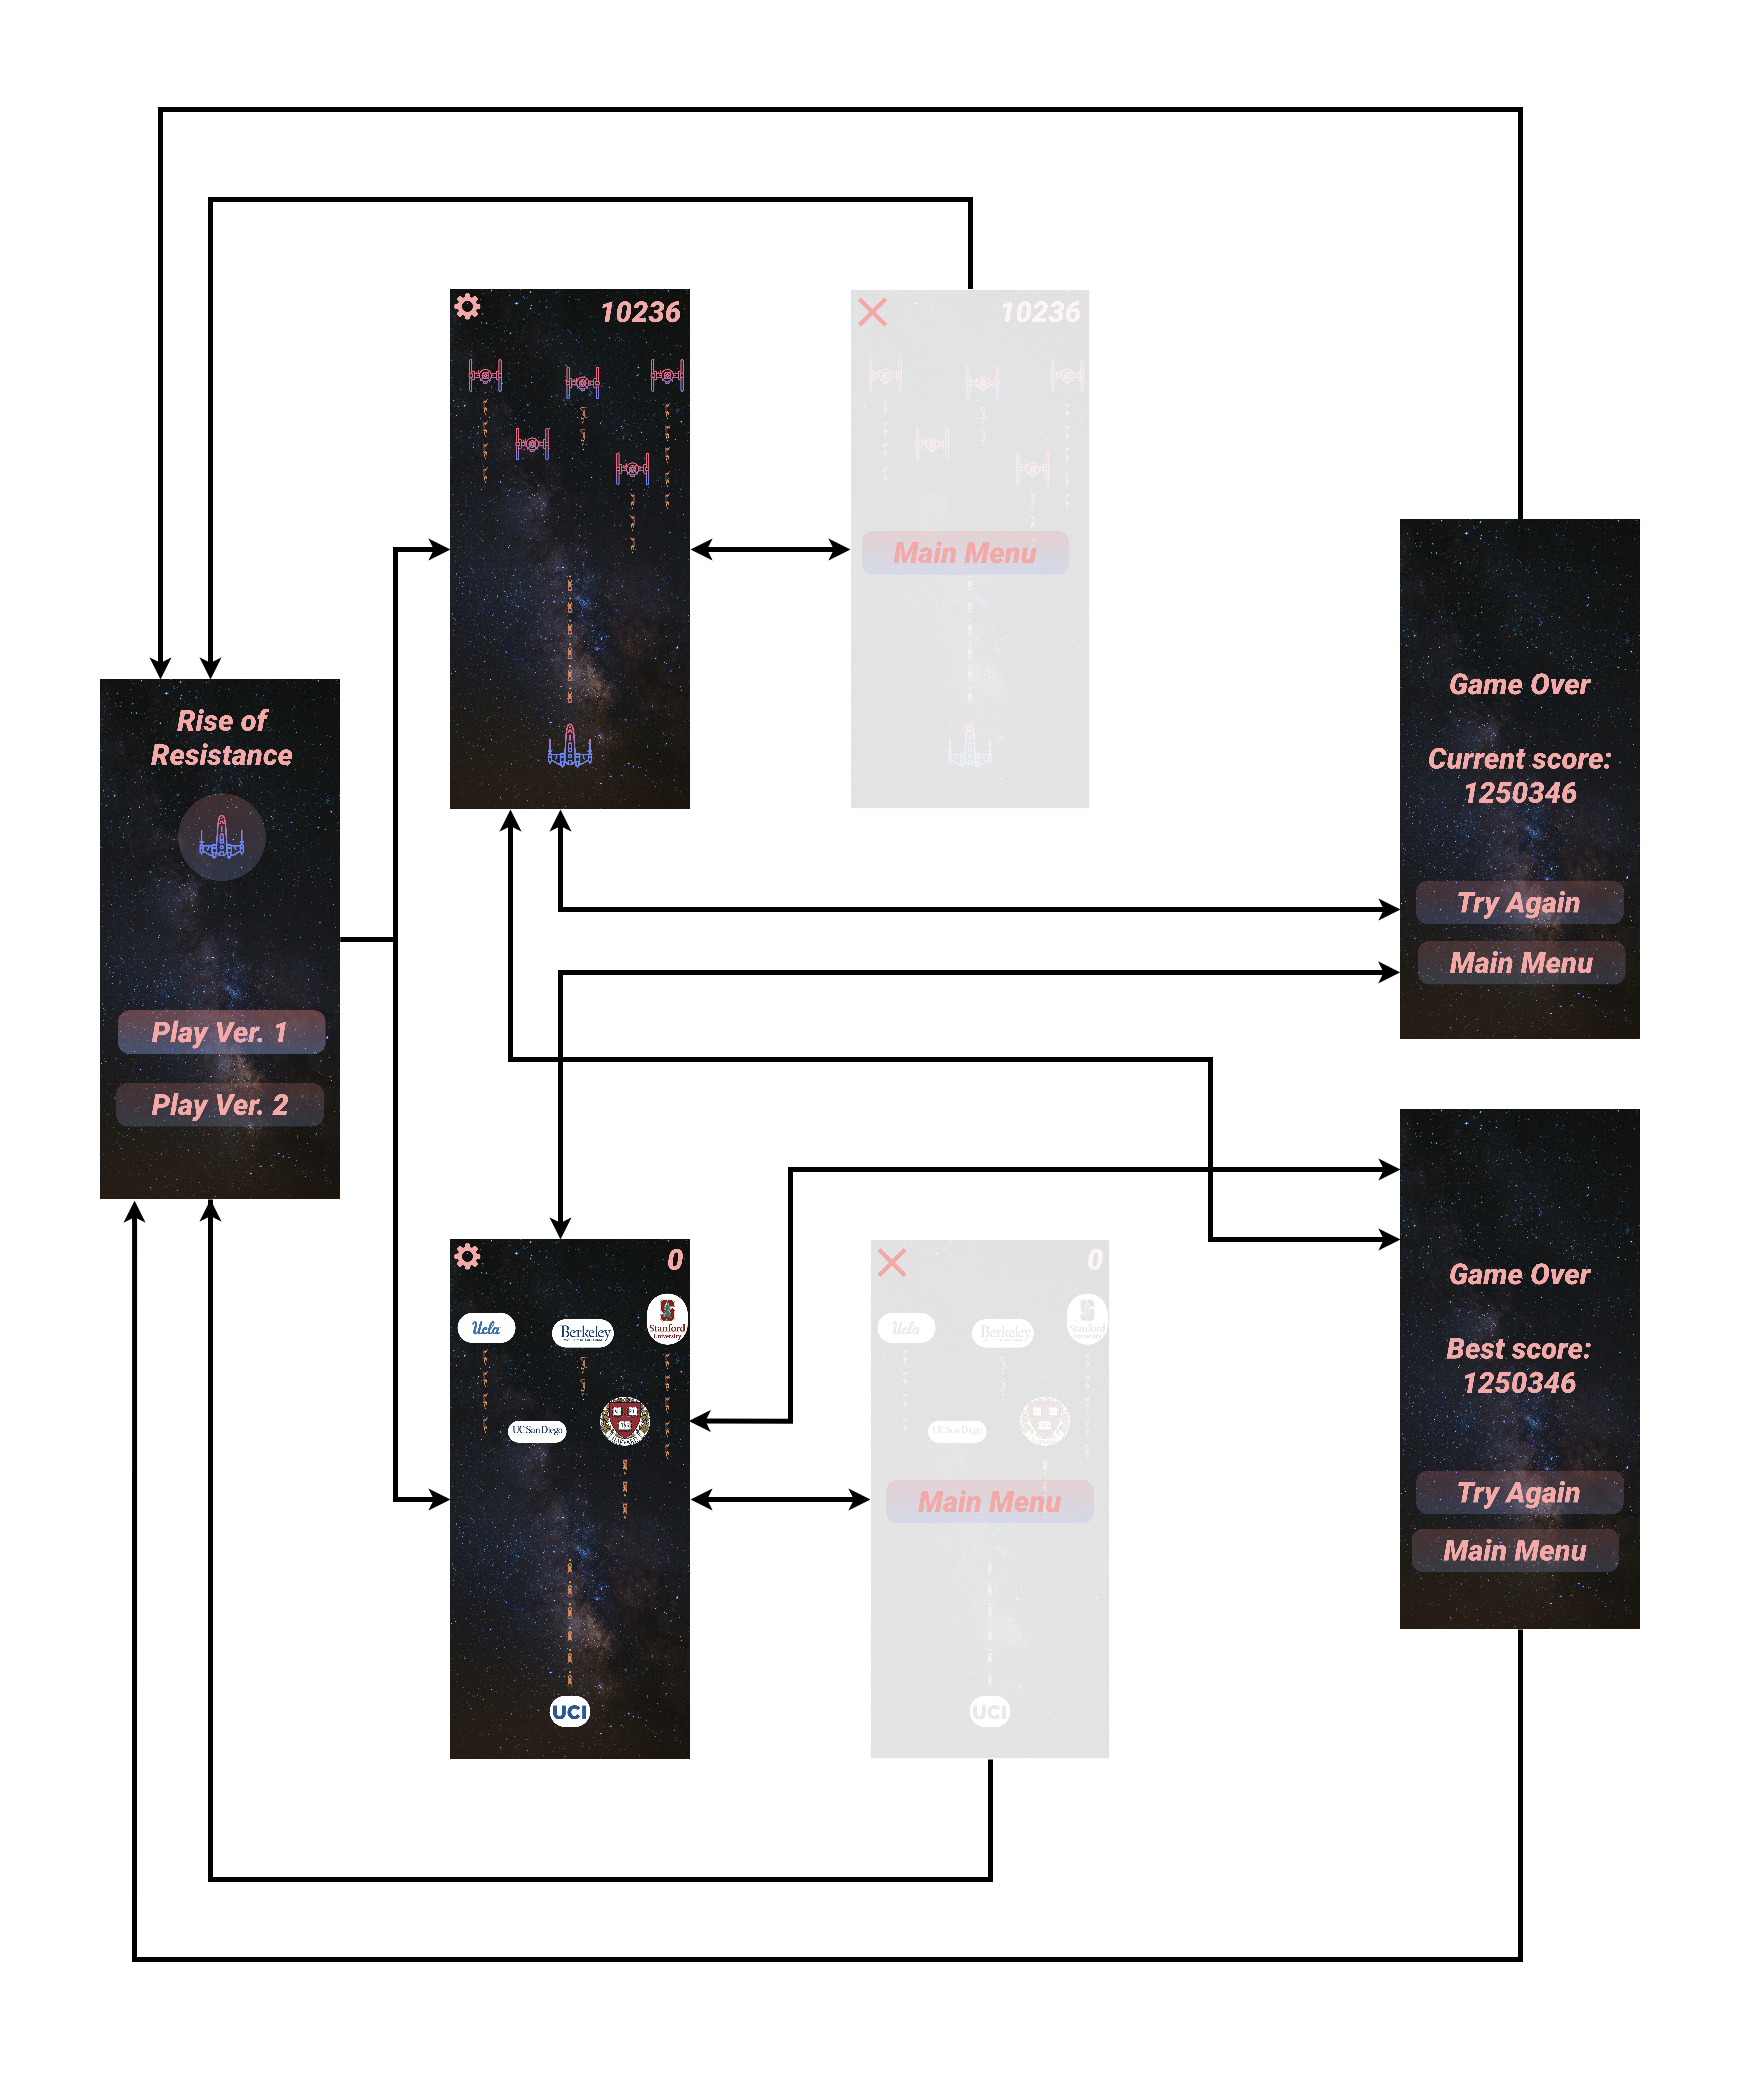 Rise of
Resistance
Play Ver. 1
Play Ver. 2
10236
10236
Main Menu
Game Over
Current score:
1250346
Try Again
Main Menu
0
Ucla
Berkeley
Stanford
University
UC San Diego
UCI
0
Ucla
Berkeley
Stanford
University
UC San Diego
Main Menu
UCI
Game Over
Best score:
1250346
Try Again
Main Menu